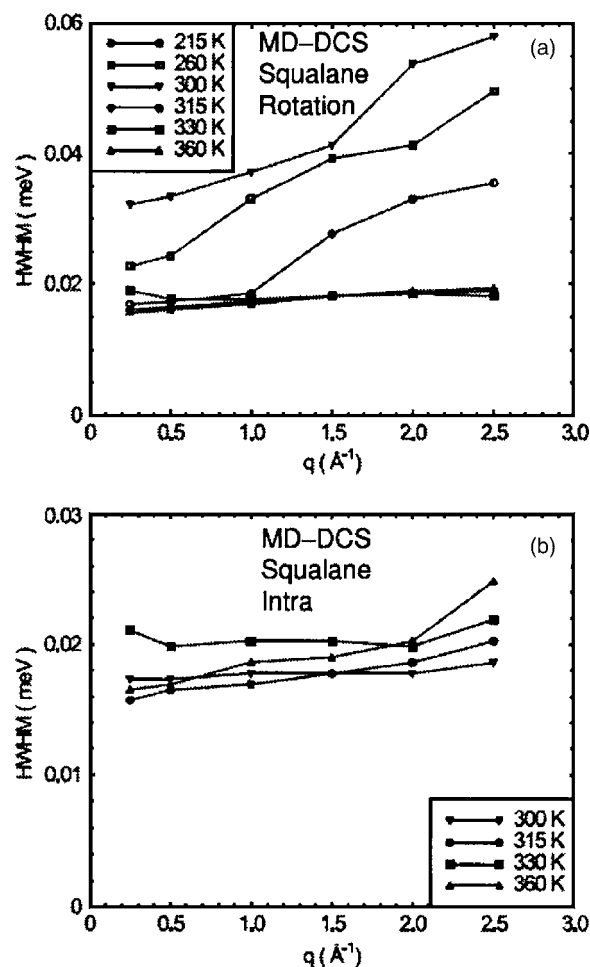 0.06
215 K
260 K
300 K
315 K
330 K
360 K
MD–DCS
Squalane
Rotation
(a)
0.04
HWHM ( meV )
0.02
0
0
0.5
1.0
1.5
2.0
2.5
3.0
q ( Å⁻¹ )
0.03
MD–DCS
Squalane
Intra
(b)
0.02
HWHM ( meV )
0.01
300 K
315 K
330 K
360 K
0
0
0.5
1.0
1.5
2.0
2.5
3.0
q ( Å⁻¹ )